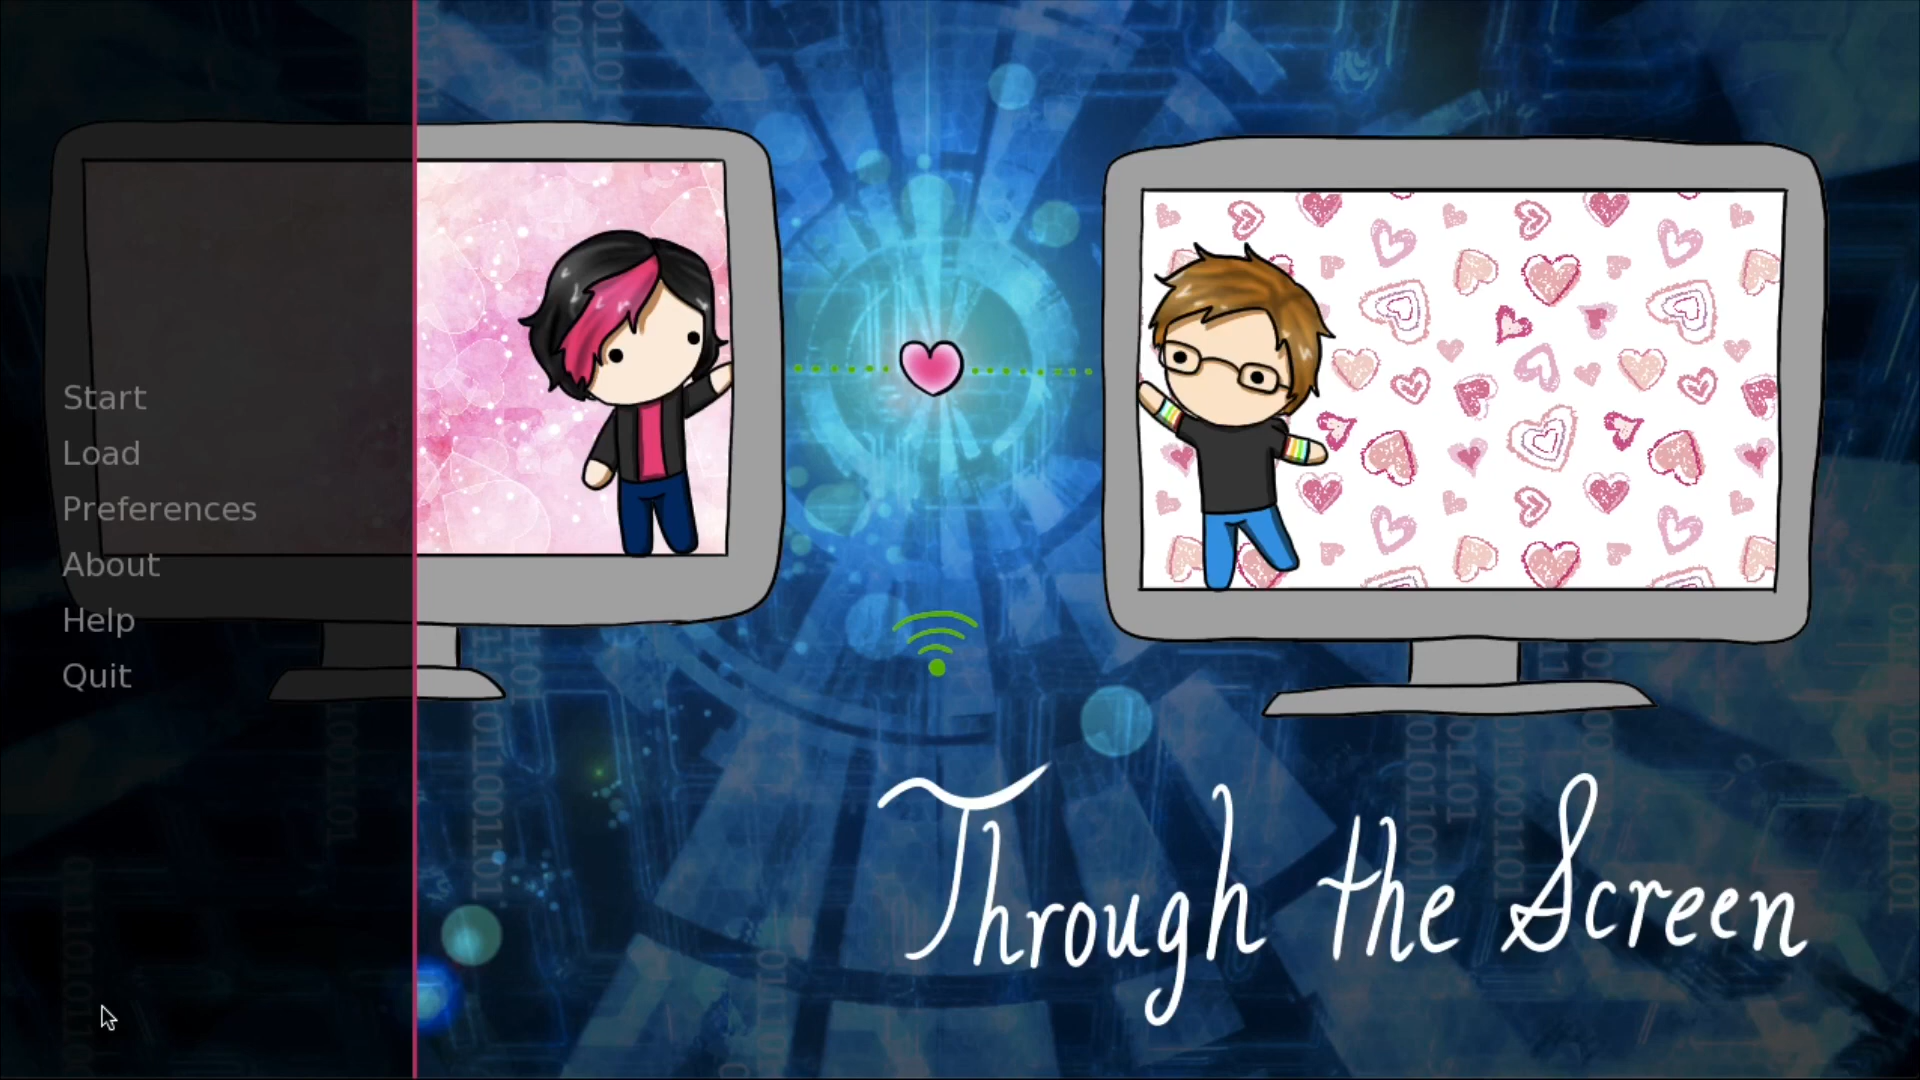 Start
Load
Preferences
About
Help
Quit
Through the Screen